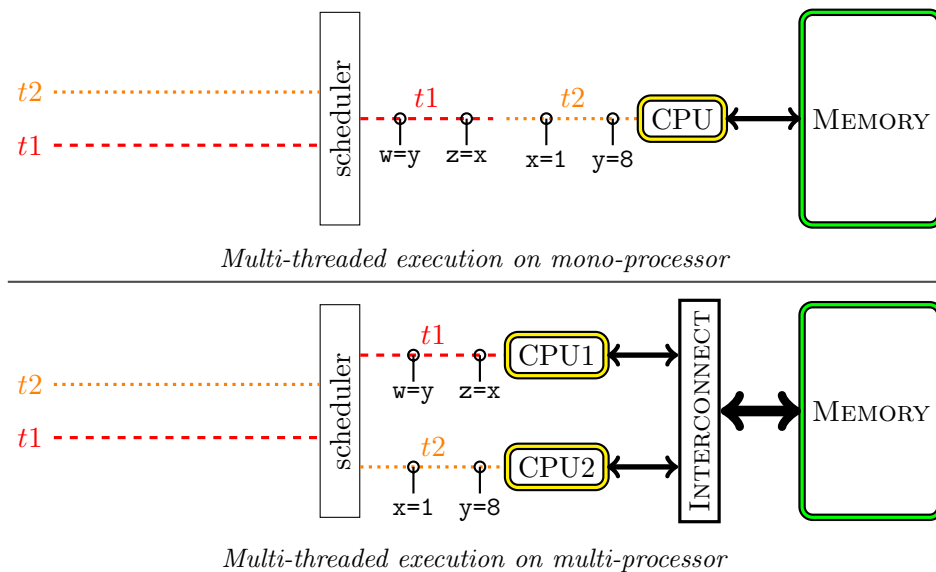 t2
t1
scheduler
t1
t2
w=y
z=x
x=1
y=8
CPU
MEMORY
Multi-threaded execution on mono-processor
t2
t1
scheduler
t1
w=y
z=x
CPU1
t2
x=1
y=8
CPU2
INTERCONNECT
MEMORY
Multi-threaded execution on multi-processor